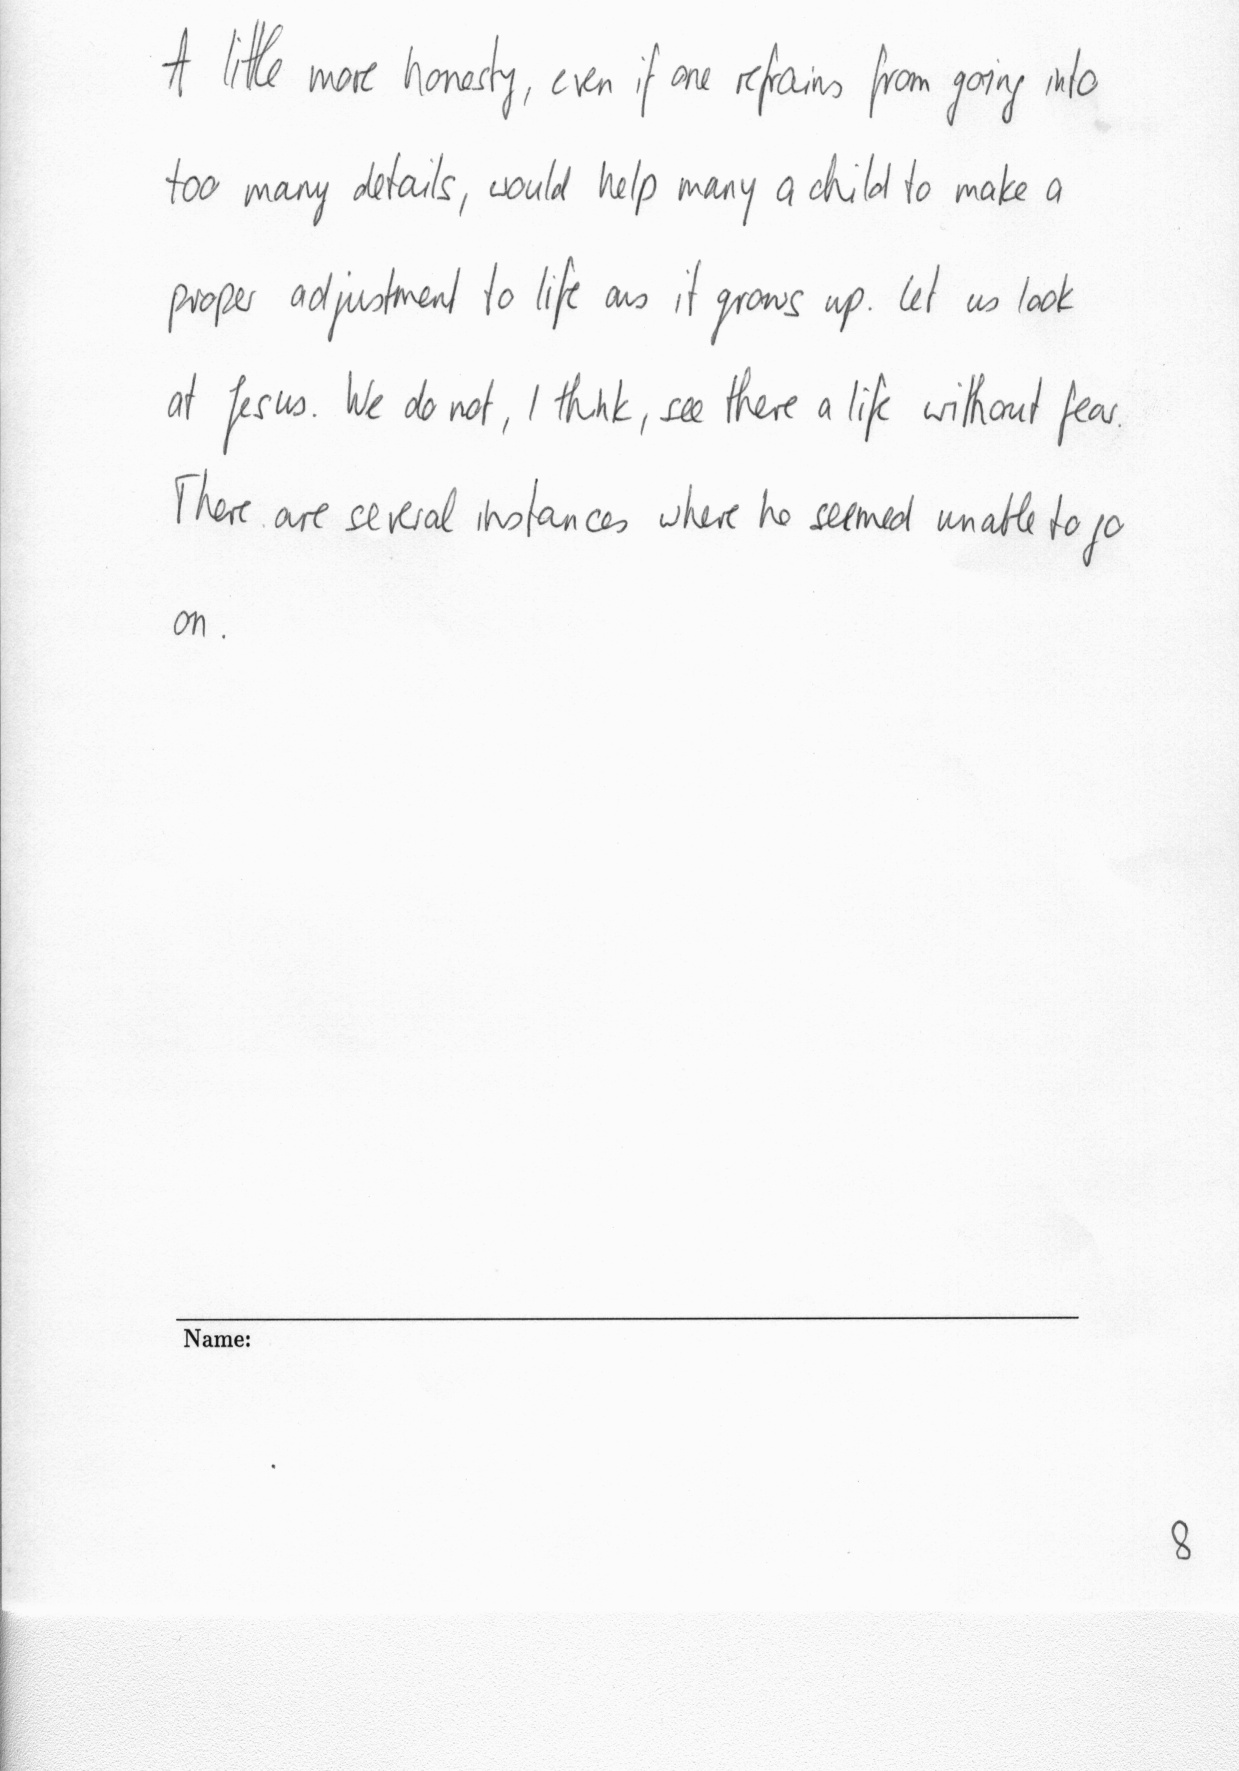 A little more honesty, even if one refrains from going into
too many details, would help many a child to make a
proper adjustment to life as it grows up. Let us look
at Jesus. We do not, I think, see there a life without fear.
There are several instances where he seemed unable to go
on.
Name:
8